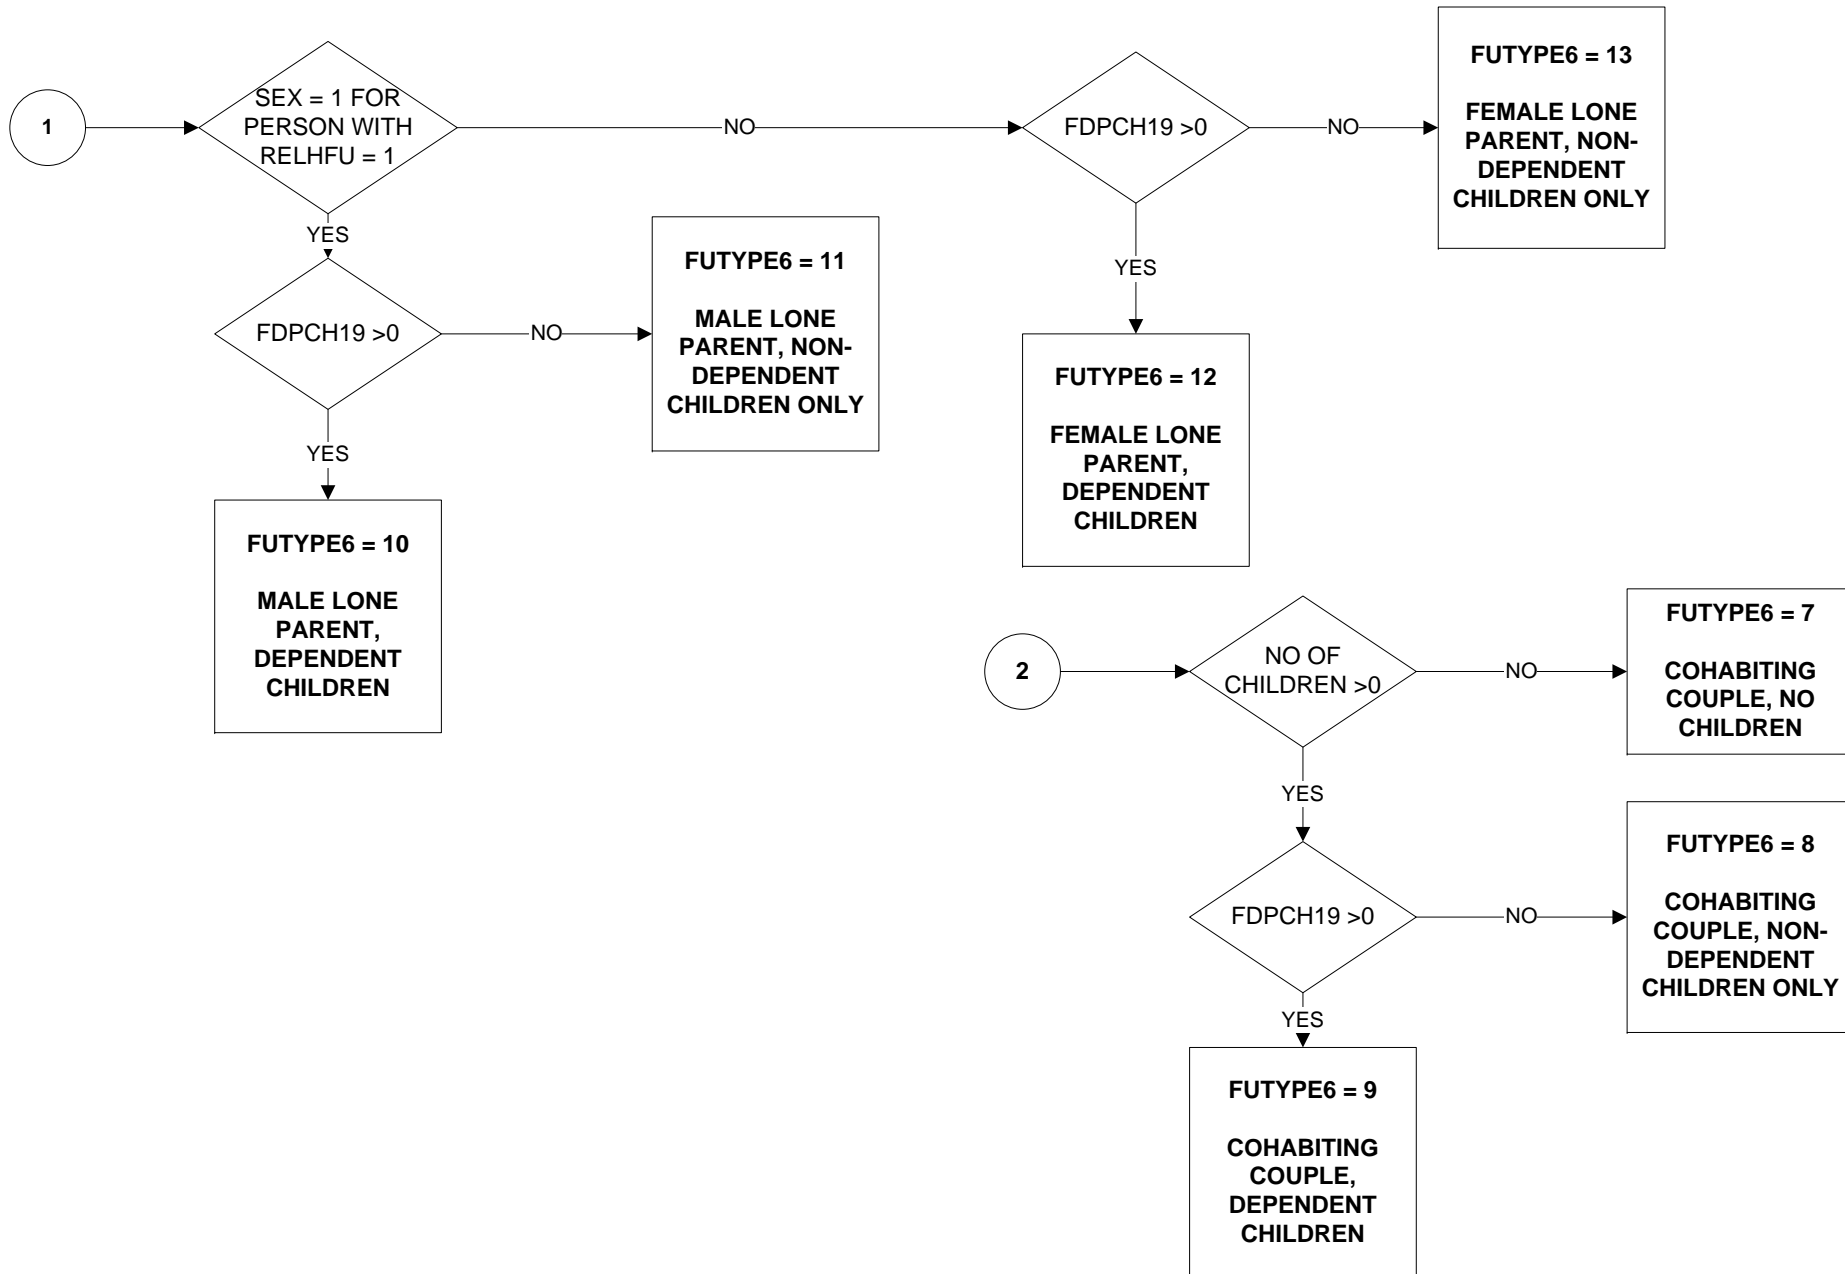 1
SEX = 1 FOR
PERSON WITH
RELHFU = 1
NO
FDPCH19 >0
NO
FUTYPE6 = 13
FEMALE LONE
PARENT, NON-
DEPENDENT
CHILDREN ONLY
YES
FDPCH19 >0
NO
FUTYPE6 = 11
MALE LONE
PARENT, NON-
DEPENDENT
CHILDREN ONLY
YES
FUTYPE6 = 12
FEMALE LONE
PARENT,
DEPENDENT
CHILDREN
YES
FUTYPE6 = 10
MALE LONE
PARENT,
DEPENDENT
CHILDREN
2
NO OF
CHILDREN >0
NO
FUTYPE6 = 7
COHABITING
COUPLE, NO
CHILDREN
YES
FDPCH19 >0
NO
FUTYPE6 = 8
COHABITING
COUPLE, NON-
DEPENDENT
CHILDREN ONLY
YES
FUTYPE6 = 9
COHABITING
COUPLE,
DEPENDENT
CHILDREN